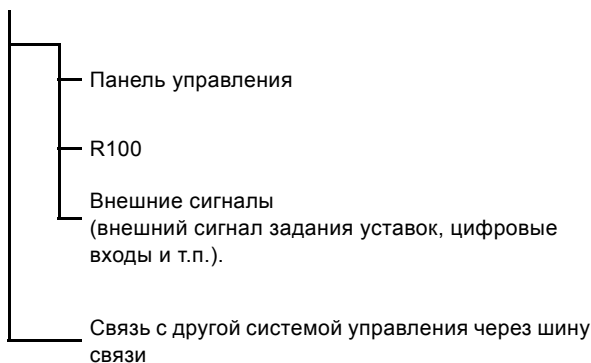 Панель управления
R100
Внешние сигналы
(внешний сигнал задания уставок, цифровые
входы и т.п.).
Связь с другой системой управления через шину
связи